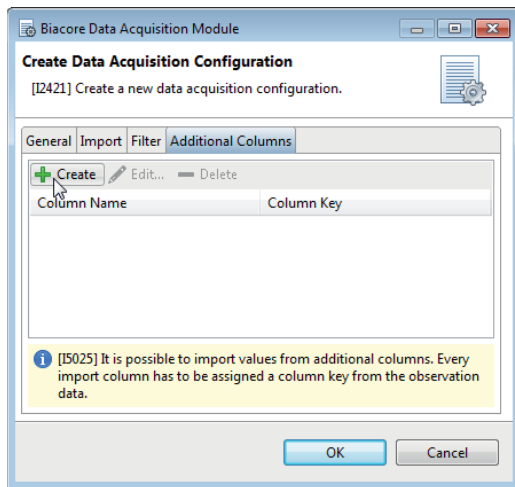 Biacore Data Acquisition Module
Create Data Acquisition Configuration
[I2421] Create a new data acquisition configuration.
General Import Filter Additional Columns
Create Edit... Delete
Column Name Column Key
[I5025] It is possible to import values from additional columns. Every
import column has to be assigned a column key from the observation
data.
OK Cancel